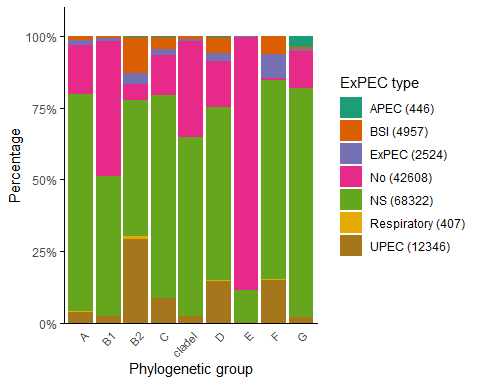 100%
75%
50%
25%
0%
Percentage
A
B1
B2
C
cladeI
D
E
F
G
Phylogenetic group
ExPEC type
APEC (446)
BSI (4957)
ExPEC (2524)
No (42608)
NS (68322)
Respiratory (407)
UPEC (12346)